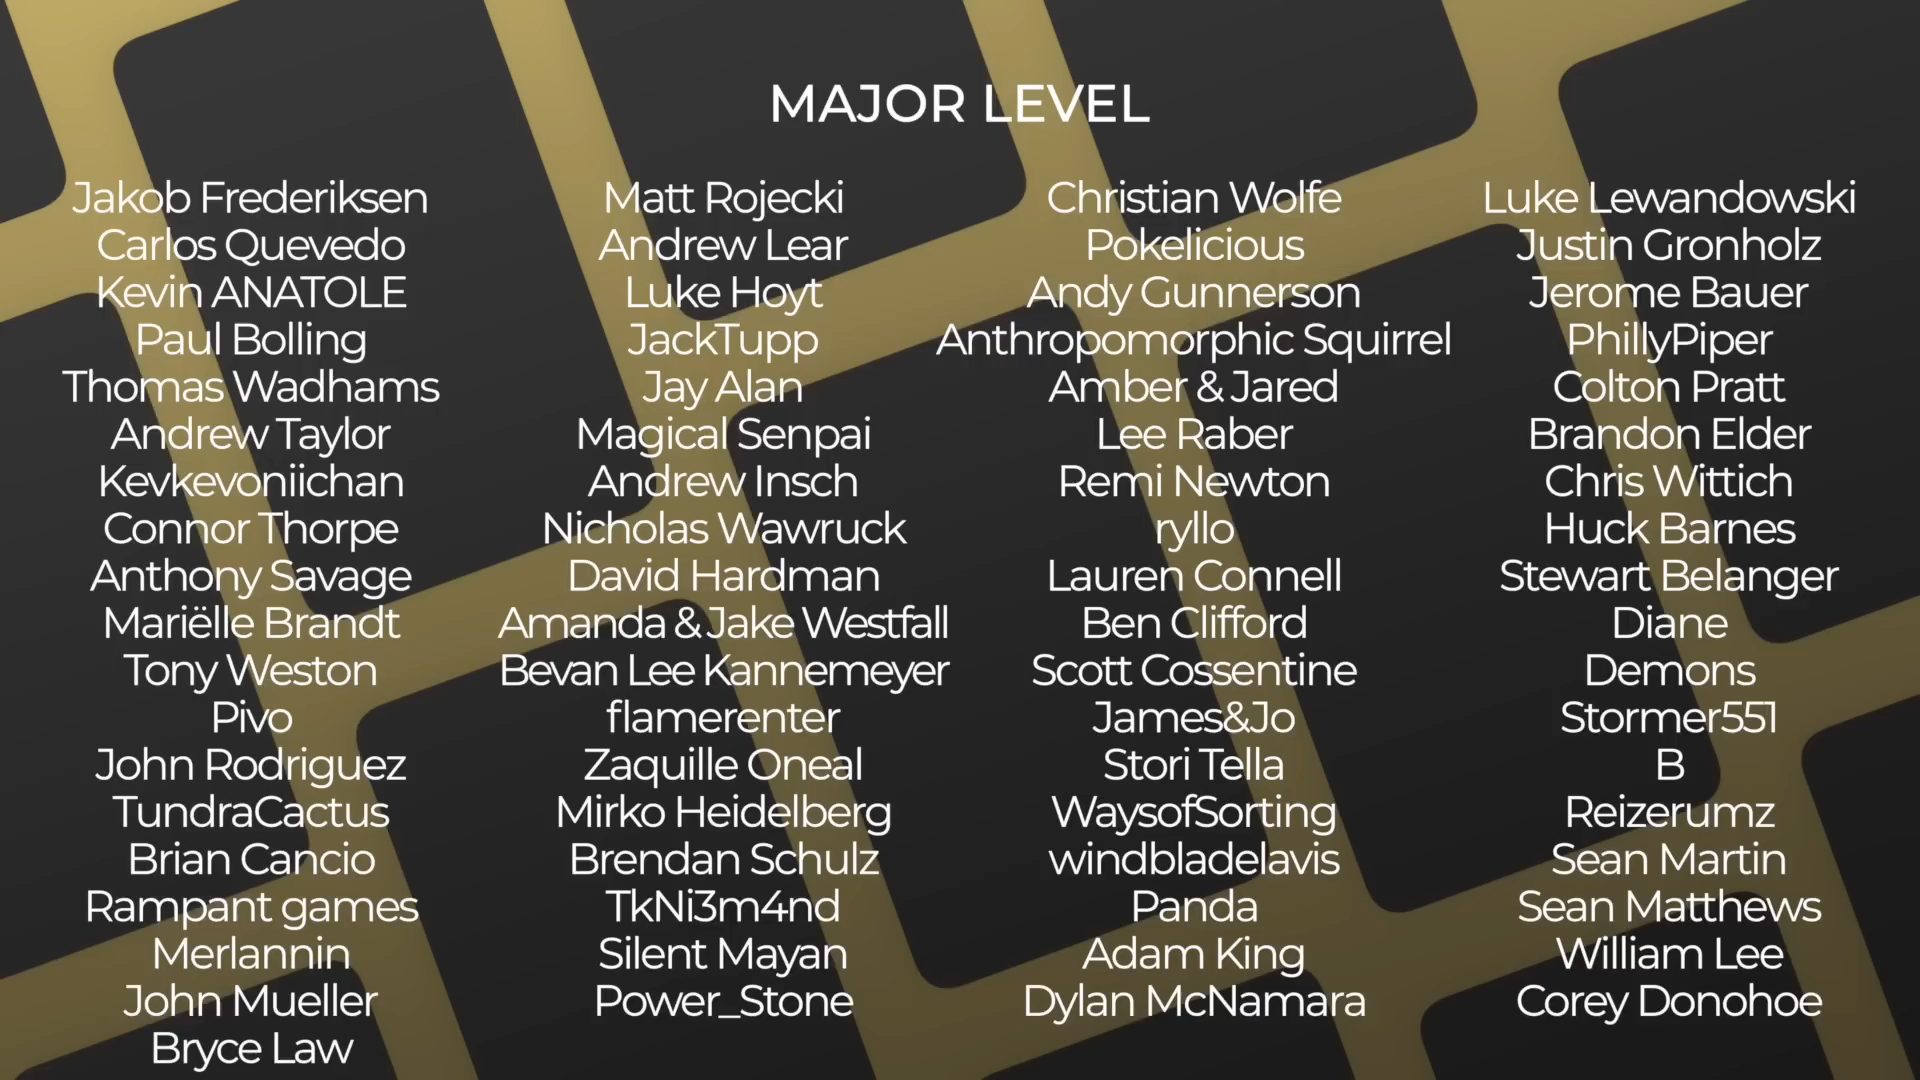 MAJOR LEVEL
Jakob Frederiksen
Carlos Quevedo
Kevin ANATOLE
Paul Bolling
Thomas Wadhams
Andrew Taylor
Kevkevoniichan
Connor Thorpe
Anthony Savage
Mariëlle Brandt
Tony Weston
Pivo
John Rodriguez
TundraCactus
Brian Cancio
Rampant games
Merlannin
John Mueller
Bryce Law
Matt Rojecki
Andrew Lear
Luke Hoyt
JackTupp
Jay Alan
Magical Senpai
Andrew Insch
Nicholas Wawruck
David Hardman
Amanda & Jake Westfall
Bevan Lee Kannemeyer
flamerenter
Zaquille Oneal
Mirko Heidelberg
Brendan Schulz
TkNi3m4nd
Silent Mayan
Power_Stone
Christian Wolfe
Pokelicious
Andy Gunnerson
Anthropomorphic Squirrel
Amber & Jared
Lee Raber
Remi Newton
ryllo
Lauren Connell
Ben Clifford
Scott Cossentine
James&Jo
Stori Tella
WaysofSorting
windbladelavis
Panda
Adam King
Dylan McNamara
Luke Lewandowski
Justin Gronholz
Jerome Bauer
PhillyPiper
Colton Pratt
Brandon Elder
Chris Wittich
Huck Barnes
Stewart Belanger
Diane
Demons
Stormer551
B
Reizerumz
Sean Martin
Sean Matthews
William Lee
Corey Donohoe